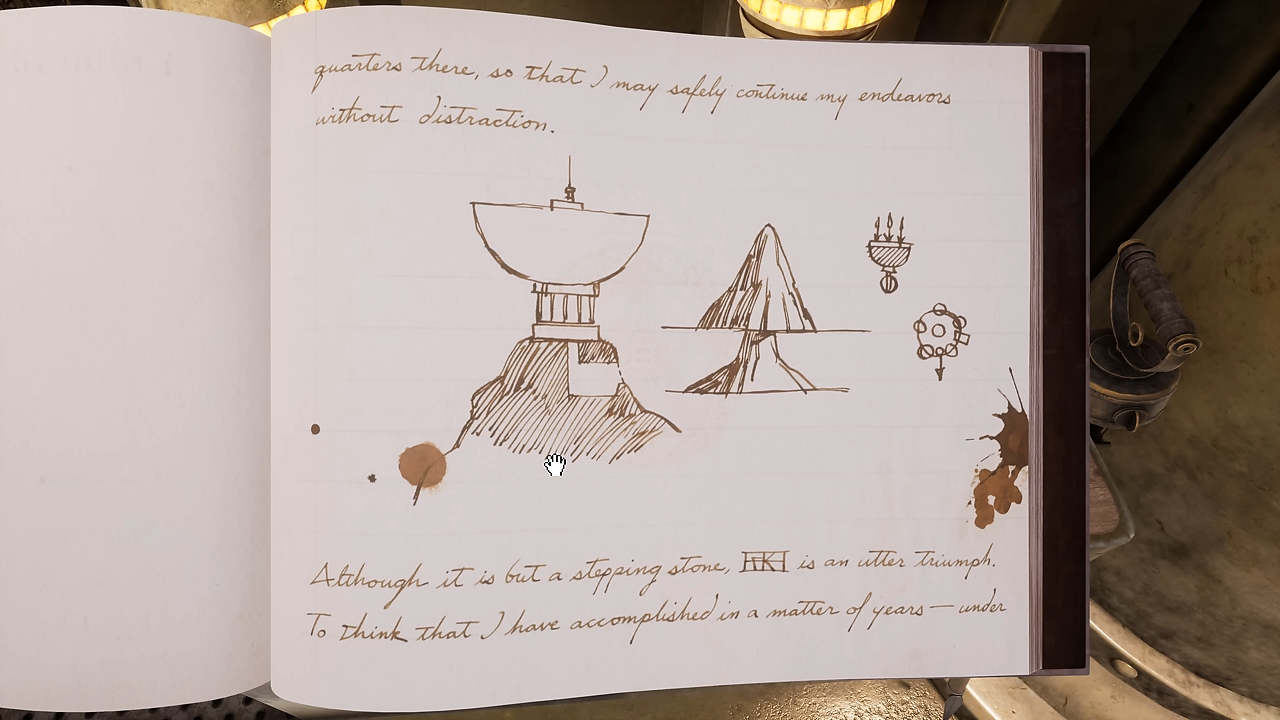 quarters there, so that I may safely continue my endeavors
without distraction.
Although it is but a stepping stone, is an utter triumph.
To think that I have accomplished in a matter of years — under